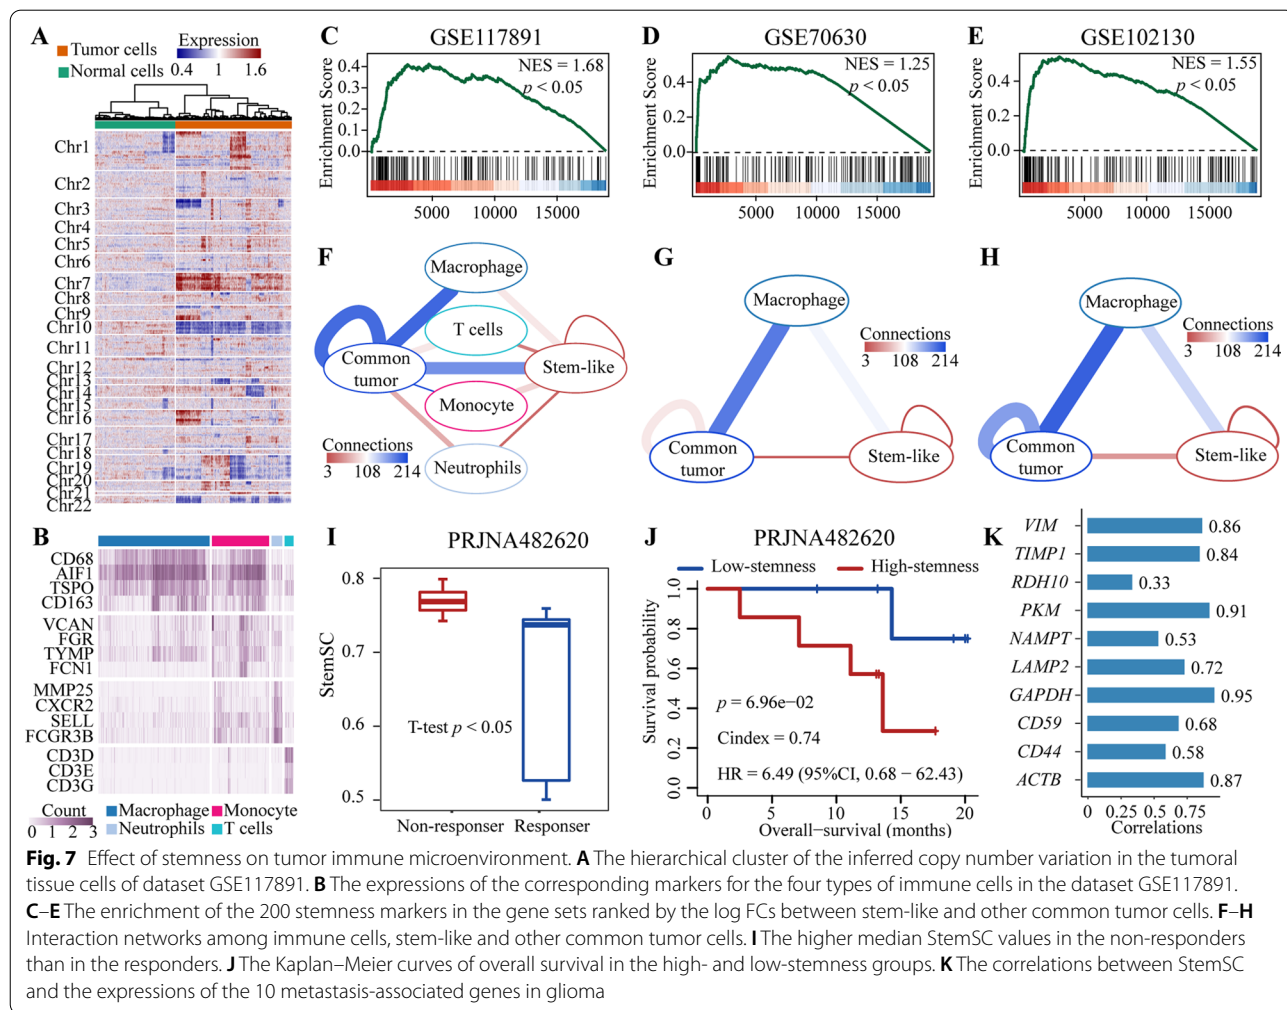 A
Tumor cells
Normal cells
Expression
0.4 1 1.6
Chr1
Chr2
Chr3
Chr4
Chr5
Chr6
Chr7
Chr8
Chr9
Chr10
Chr11
Chr12
Chr13
Chr14
Chr15
Chr16
Chr17
Chr18
Chr19
Chr20
Chr21
Chr22
B
CD68
AIF1
TSPO
CD163
VCAN
FGR
TYMP
FCN1
MMP25
CXCR2
SELL
FCGR3B
CD3D
CD3E
CD3G
Count
0 1 2 3
Macrophage
Monocyte
Neutrophils
T cells
C
GSE117891
NES = 1.68
p < 0.05
Enrichment Score
0.4
0.3
0.2
0.1
0.0
5000 10000 15000
D
GSE70630
NES = 1.25
p < 0.05
Enrichment Score
0.4
0.2
0.0
5000 10000 15000
E
GSE102130
NES = 1.55
p < 0.05
Enrichment Score
0.4
0.2
0.0
5000 10000 15000
F
Macrophage
T cells
Common
tumor
Stem-like
Monocyte
Neutrophils
Connections
3 108 214
G
Macrophage
Connections
3 108 214
Common
tumor
Stem-like
H
Macrophage
Connections
3 108 214
Common
tumor
Stem-like
I
PRJNA482620
StemSC
0.8
0.7
0.6
0.5
T-test p < 0.05
Non-responser Responser
J
PRJNA482620
Low-stemness High-stemness
Survival probability
1.0
0.8
0.6
0.4
0.2
0.0
p = 6.96e−02
Cindex = 0.74
HR = 6.49 (95%CI, 0.68 − 62.43)
0 5 10 15 20
Overall−survival (months)
K
VIM 0.86
TIMP1 0.84
RDH10 0.33
PKM 0.91
NAMPT 0.53
LAMP2 0.72
GAPDH 0.95
CD59 0.68
CD44 0.58
ACTB 0.87
0 0.25 0.5 0.75
Correlations
Fig. 7 Effect of stemness on tumor immune microenvironment. A The hierarchical cluster of the inferred copy number variation in the tumoral
tissue cells of dataset GSE117891. B The expressions of the corresponding markers for the four types of immune cells in the dataset GSE117891.
C–E The enrichment of the 200 stemness markers in the gene sets ranked by the log FCs between stem-like and other common tumor cells. F–H
Interaction networks among immune cells, stem-like and other common tumor cells. I The higher median StemSC values in the non-responders
than in the responders. J The Kaplan–Meier curves of overall survival in the high- and low-stemness groups. K The correlations between StemSC
and the expressions of the 10 metastasis-associated genes in glioma